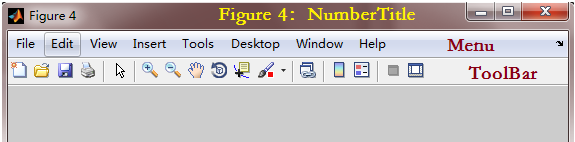 Figure 4 Figure 4: NumberTitle
File Edit View Insert Tools Desktop Window Help Menu
ToolBar